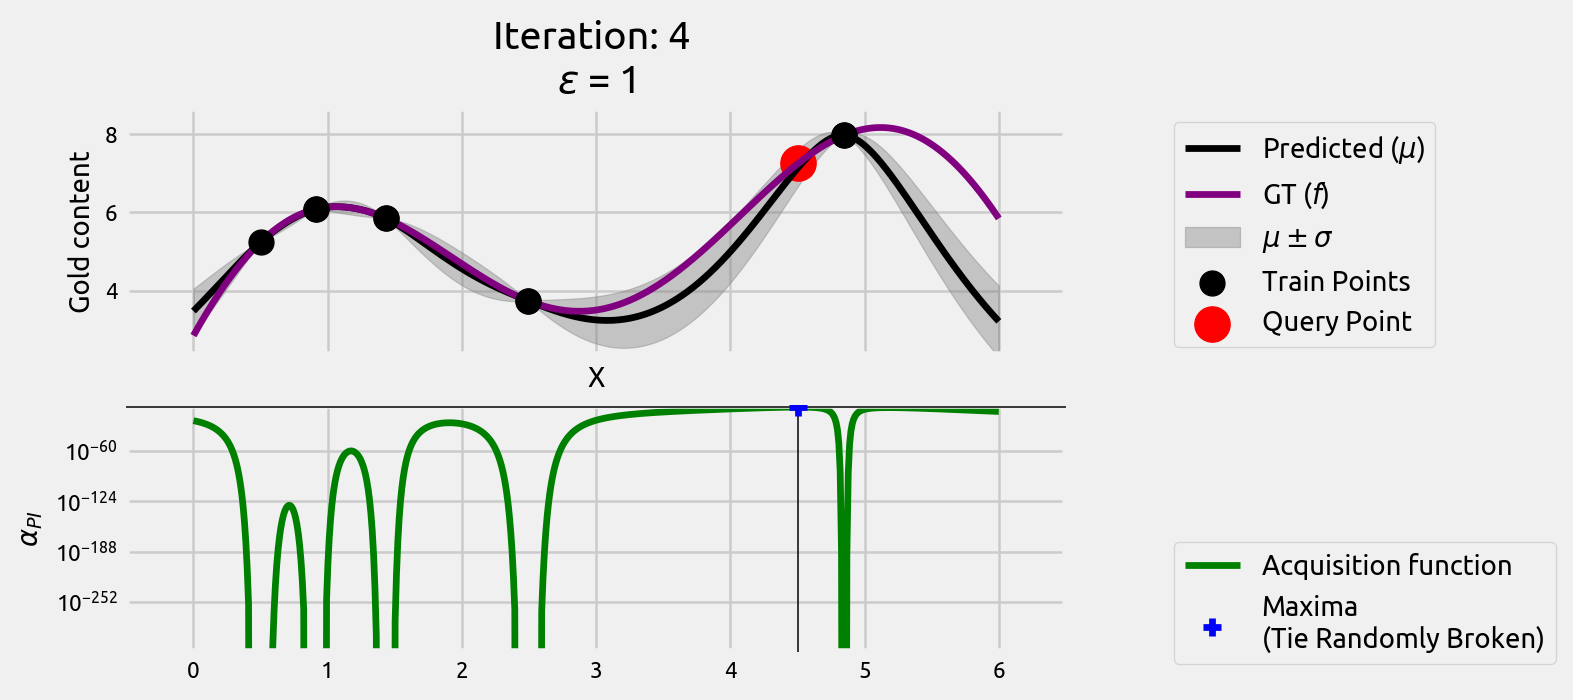 Iteration: 4
ε = 1
Gold content
8
6
4
X
Predicted (μ)
GT (f)
μ ± σ
Train Points
Query Point
α_PI
10⁻⁶⁰
10⁻¹²⁴
10⁻¹⁸⁸
10⁻²⁵²
0 1 2 3 4 5 6
Acquisition function
Maxima
(Tie Randomly Broken)